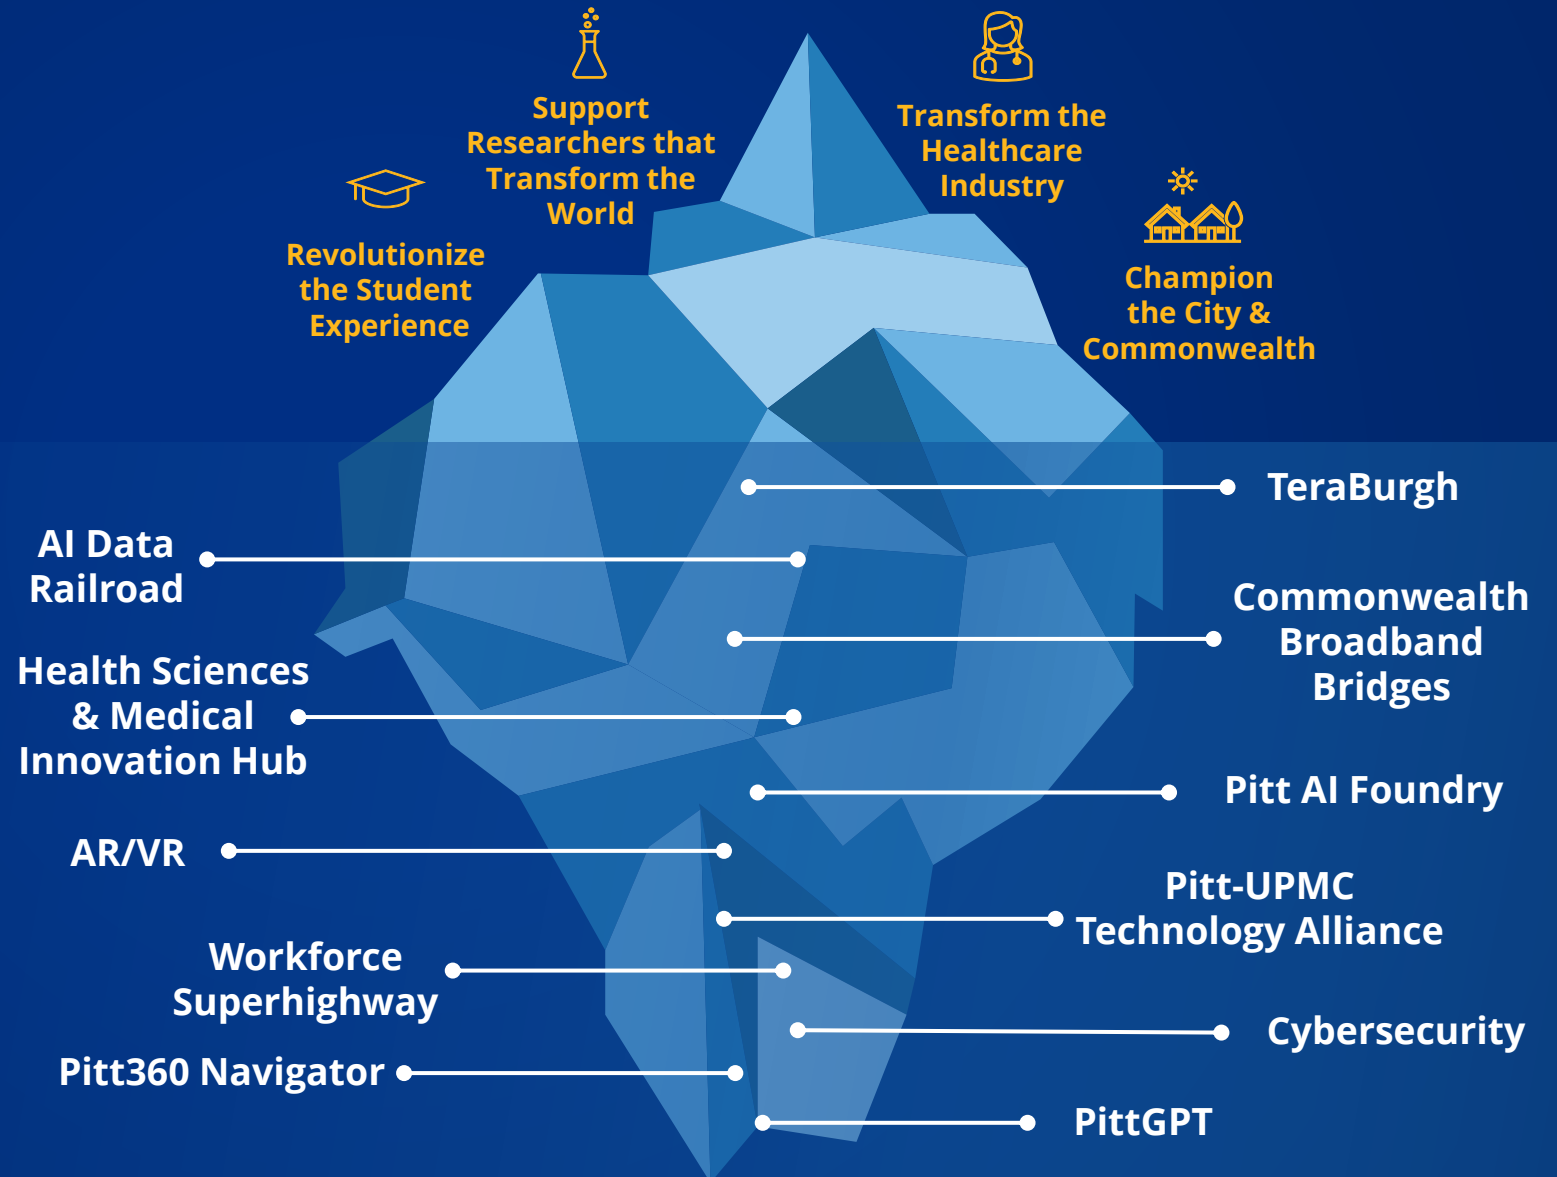 Support
Researchers that
Transform the
World
Transform the
Healthcare
Industry
Revolutionize
the Student
Experience
Champion
the City &
Commonwealth
TeraBurgh
AI Data
Railroad
Commonwealth
Broadband
Bridges
Health Sciences
& Medical
Innovation Hub
Pitt AI Foundry
AR/VR
Pitt-UPMC
Technology Alliance
Workforce
Superhighway
Cybersecurity
Pitt360 Navigator
PittGPT